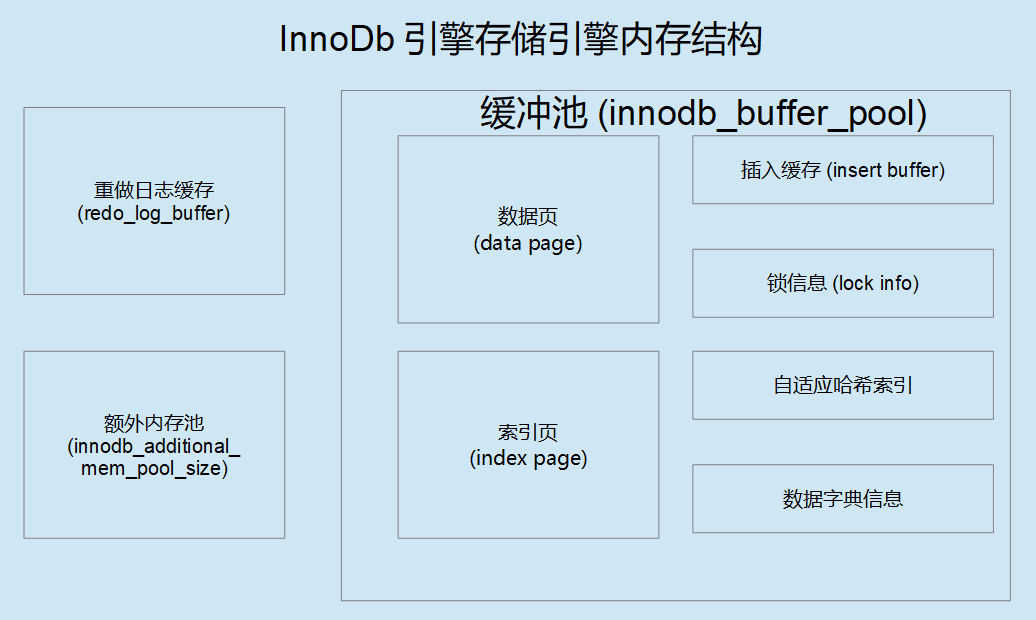 InnoDb 引擎存储引擎内存结构
缓冲池 (innodb_buffer_pool)
重做日志缓存
(redo_log_buffer)
额外内存池
(innodb_additional_
mem_pool_size)
数据页
(data page)
索引页
(index page)
插入缓存 (insert buffer)
锁信息 (lock info)
自适应哈希索引
数据字典信息